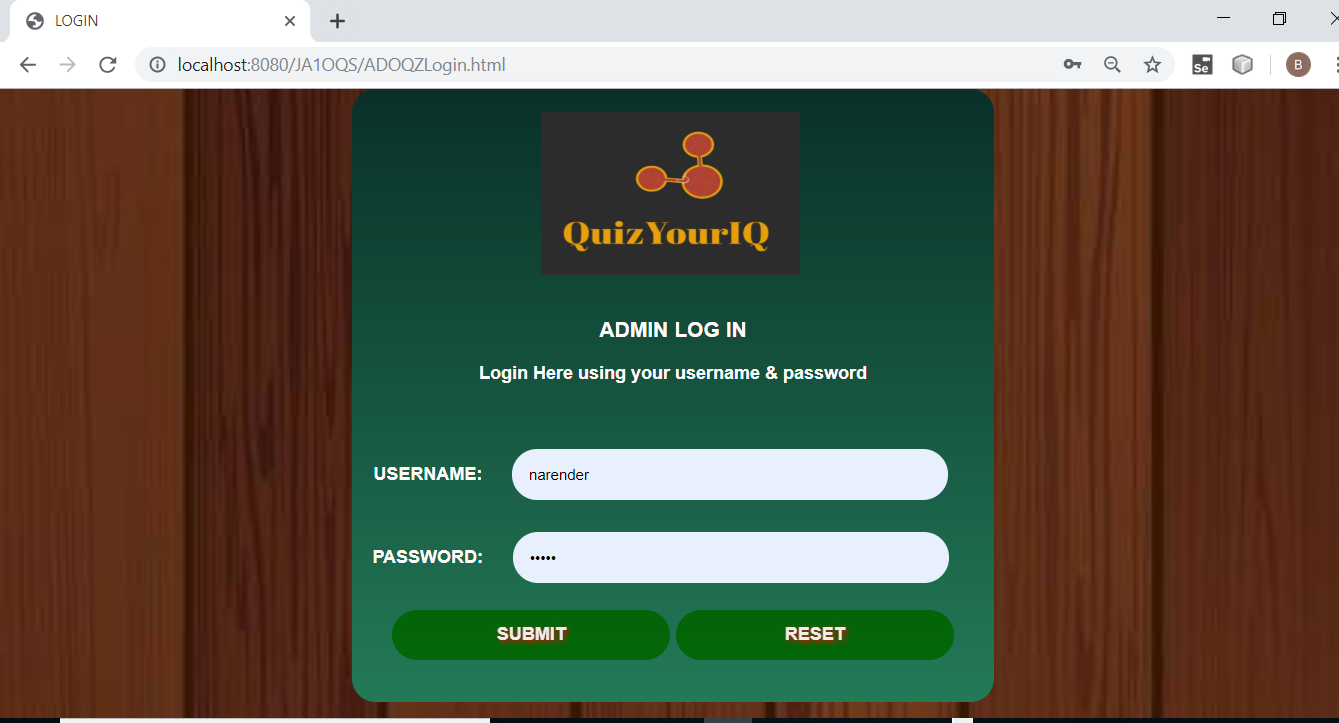 LOGIN
localhost:8080/JA1OQS/ADOQZLogin.html
Se
B
QuizYourIQ
ADMIN LOG IN
Login Here using your username & password
USERNAME: narender
PASSWORD: •••••
SUBMIT RESET